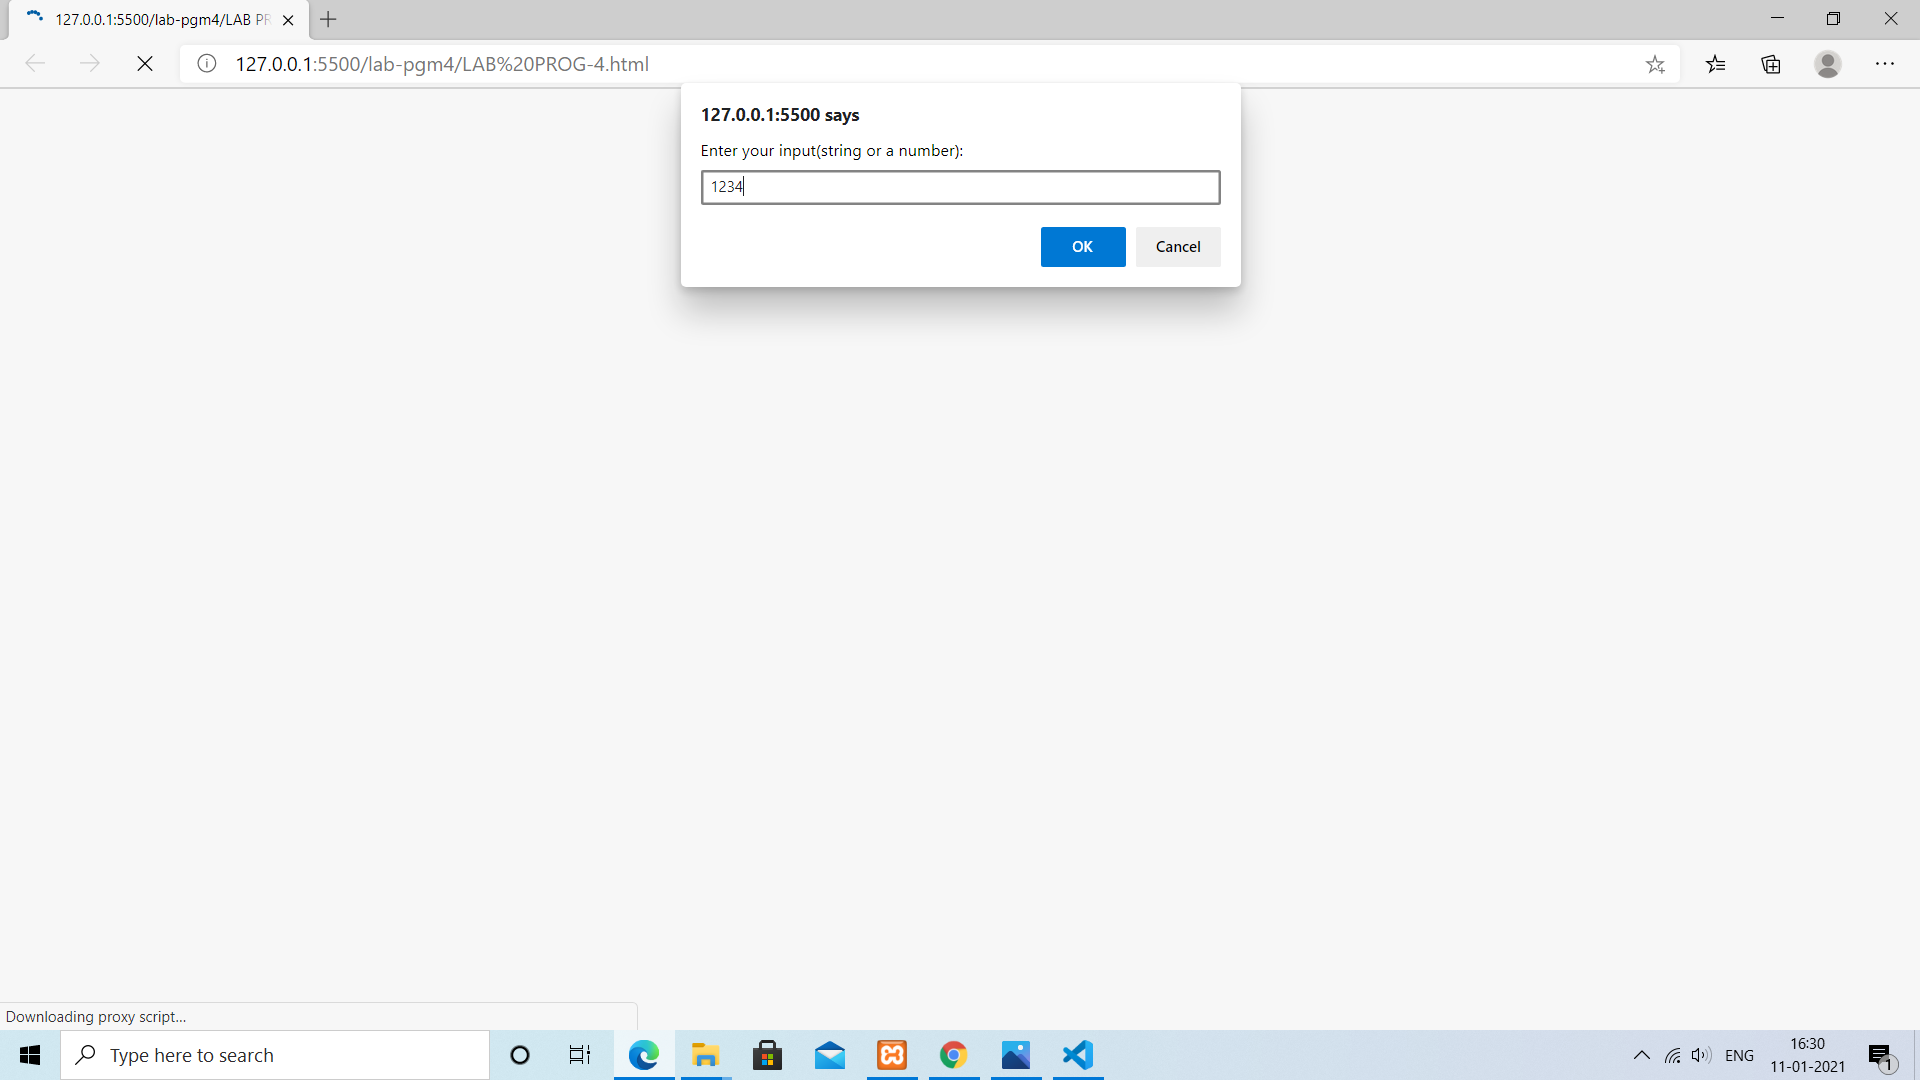 127.0.0.1:5500/lab-pgm4/LAB PR
127.0.0.1:5500/lab-pgm4/LAB%20PROG-4.html
127.0.0.1:5500 says
Enter your input(string or a number):
1234
OK Cancel
Downloading proxy script...
Type here to search
ENG
16:30
11-01-2021
1